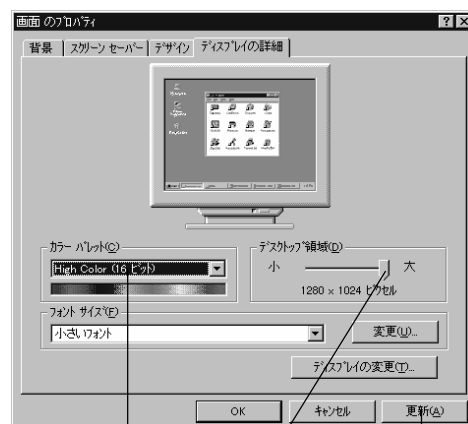 画面 のプロパティ
背景 スクリーン セーバー デザイン ディスプレイの詳細
カラー パレット(C)
High Color (16 ビット)
デスクトップ領域(D)
小 大
1280 × 1024 ピクセル
フォント サイズ(F)
小さいフォント
変更(U)...
ディスプレイの変更(T)...
OK キャンセル 更新(A)